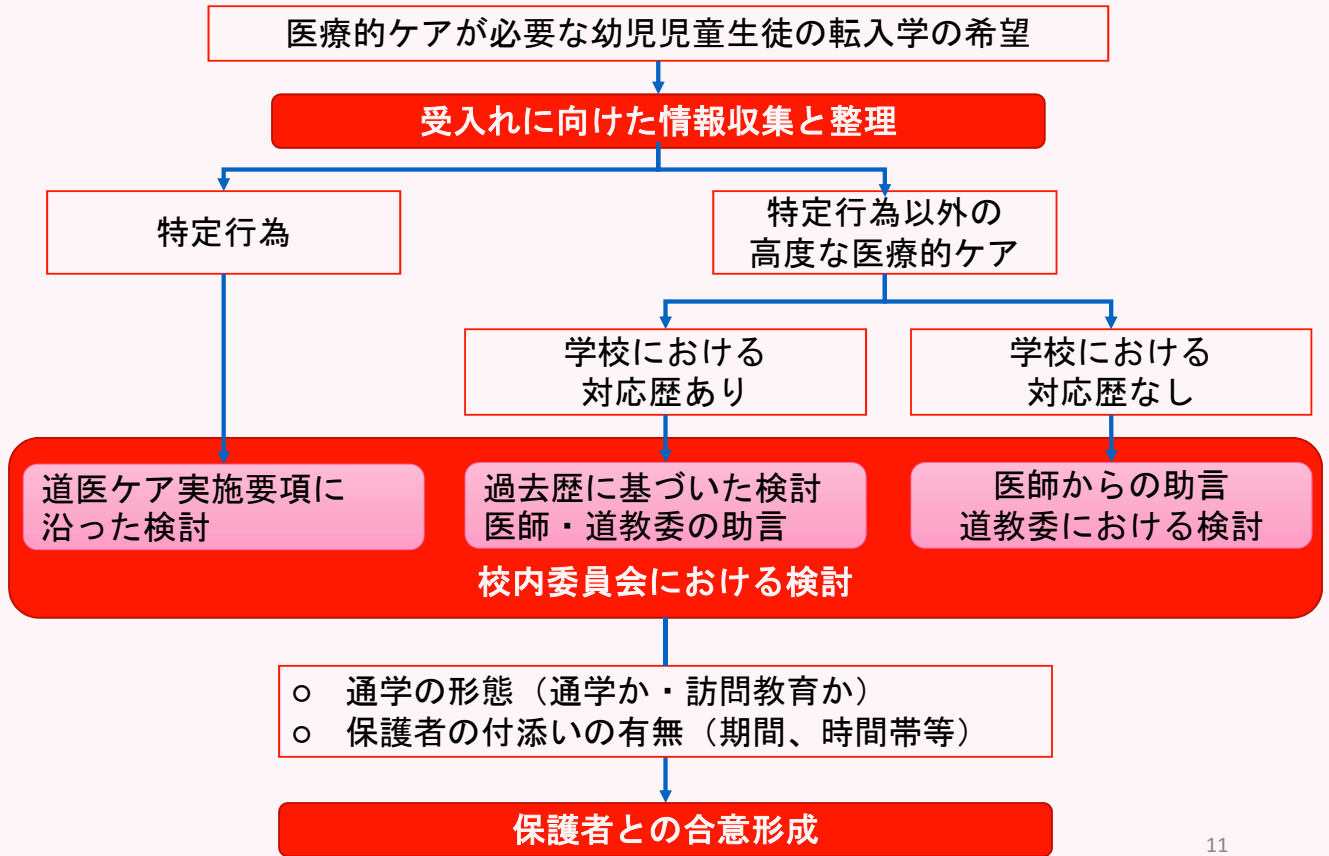 医療的ケアが必要な幼児児童生徒の転入学の希望
受入れに向けた情報収集と整理
特定行為
特定行為以外の
高度な医療的ケア
学校における
対応歴あり
学校における
対応歴なし
道医ケア実施要項に
沿った検討
過去歴に基づいた検討
医師・道教委の助言
医師からの助言
道教委における検討
校内委員会における検討
○ 通学の形態（通学か・訪問教育か）
○ 保護者の付添いの有無（期間、時間帯等）
保護者との合意形成
11